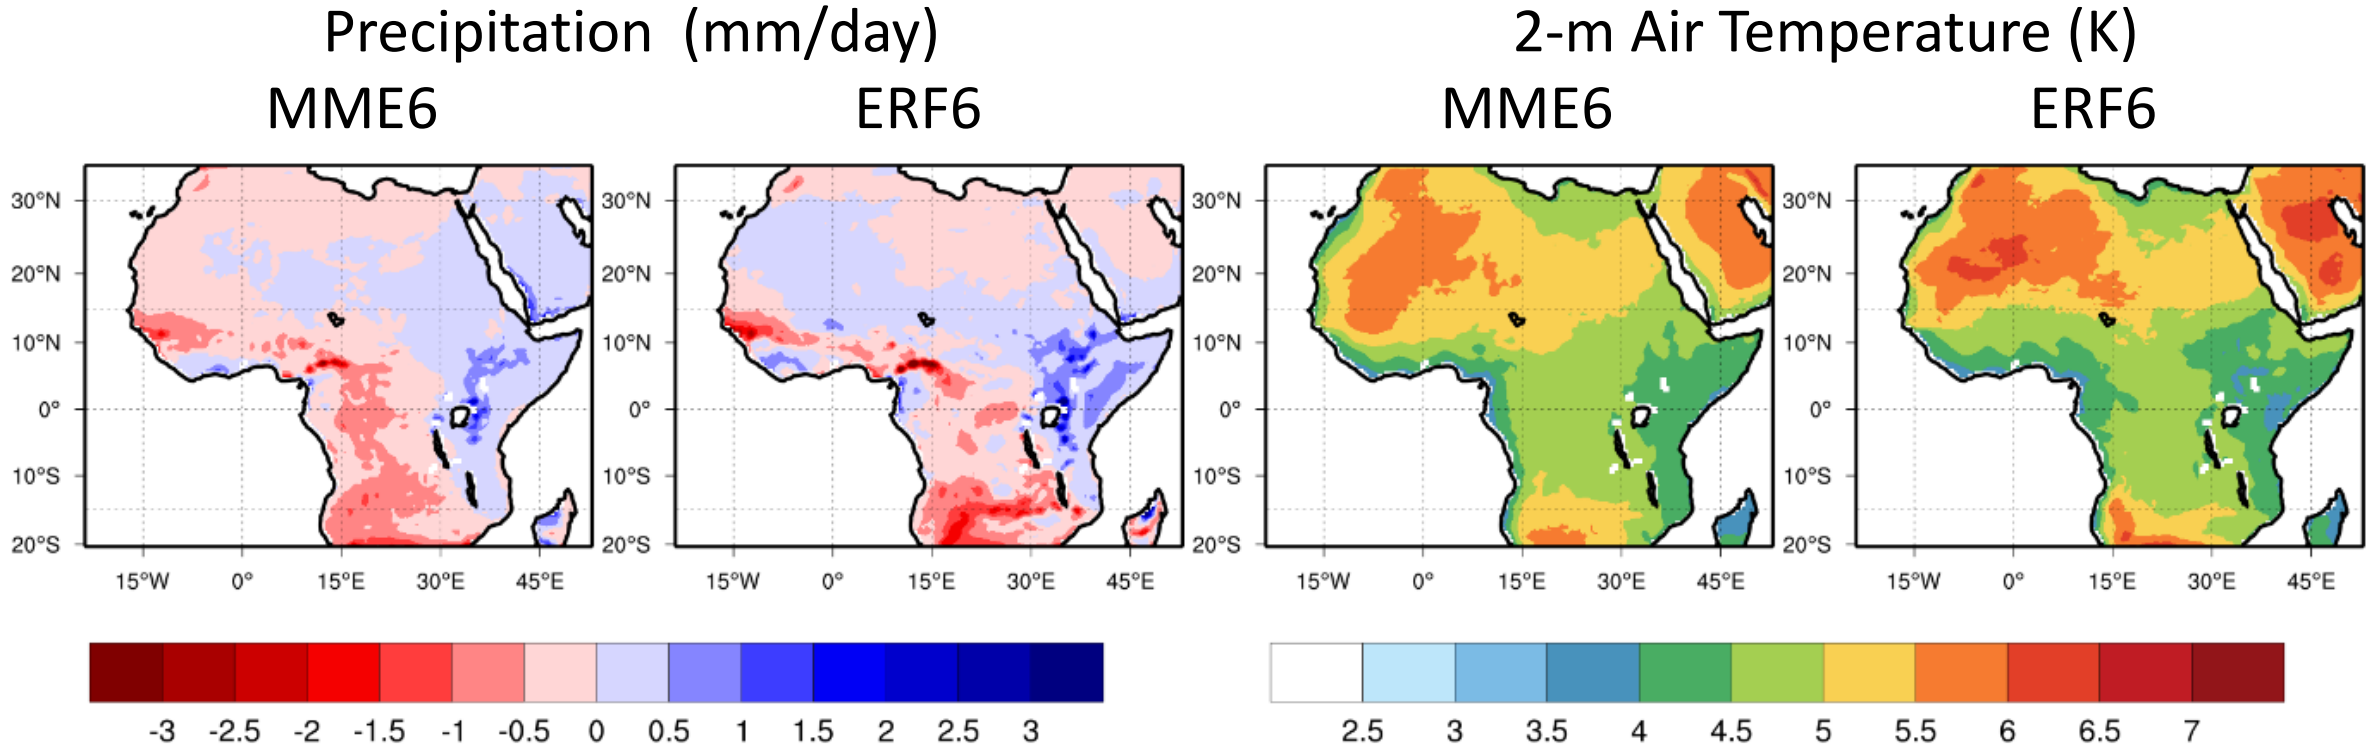 Precipitation (mm/day)
2-m Air Temperature (K)
MME6
ERF6
MME6
ERF6
30°N
20°N
10°N
0°
10°S
20°S
15°W 0° 15°E 30°E 45°E
30°N
20°N
10°N
0°
10°S
20°S
15°W 0° 15°E 30°E 45°E
30°N
20°N
10°N
0°
10°S
20°S
15°W 0° 15°E 30°E 45°E
30°N
20°N
10°N
0°
10°S
20°S
15°W 0° 15°E 30°E 45°E
-3 -2.5 -2 -1.5 -1 -0.5 0 0.5 1 1.5 2 2.5 3
2.5 3 3.5 4 4.5 5 5.5 6 6.5 7